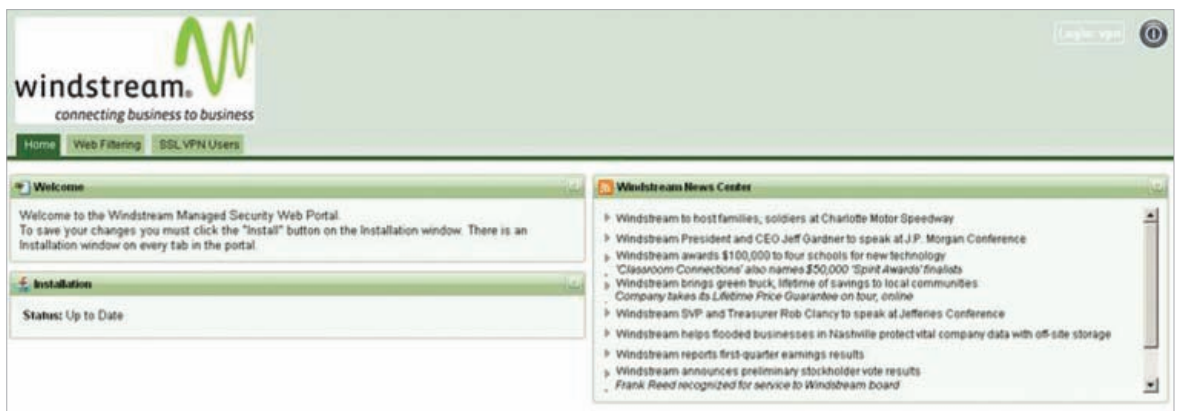 windstream.
connecting business to business
Home Web Filtering SSL VPN Users
Welcome
Welcome to the Windstream Managed Security Web Portal.
To save your changes you must click the "Install" button on the Installation window. There is an
Installation window on every tab in the portal.
Installation
Status: Up to Date
Windstream News Center
Windstream to host families, soldiers at Charlotte Motor Speedway
Windstream President and CEO Jeff Gardner to speak at J.P. Morgan Conference
Windstream awards $100,000 to four schools for new technology
'Classroom Connections' also names $50,000 'Spirit Awards' finalists
Windstream brings green truck, lifetime of savings to local communities
Company takes its Lifetime Price Guarantee on tour, online
Windstream SVP and Treasurer Rob Clancy to speak at Jefferies Conference
Windstream helps flooded businesses in Nashville protect vital company data with off-site storage
Windstream reports first-quarter earnings results
Windstream announces preliminary stockholder vote results
Frank Reed recognized for service to Windstream board